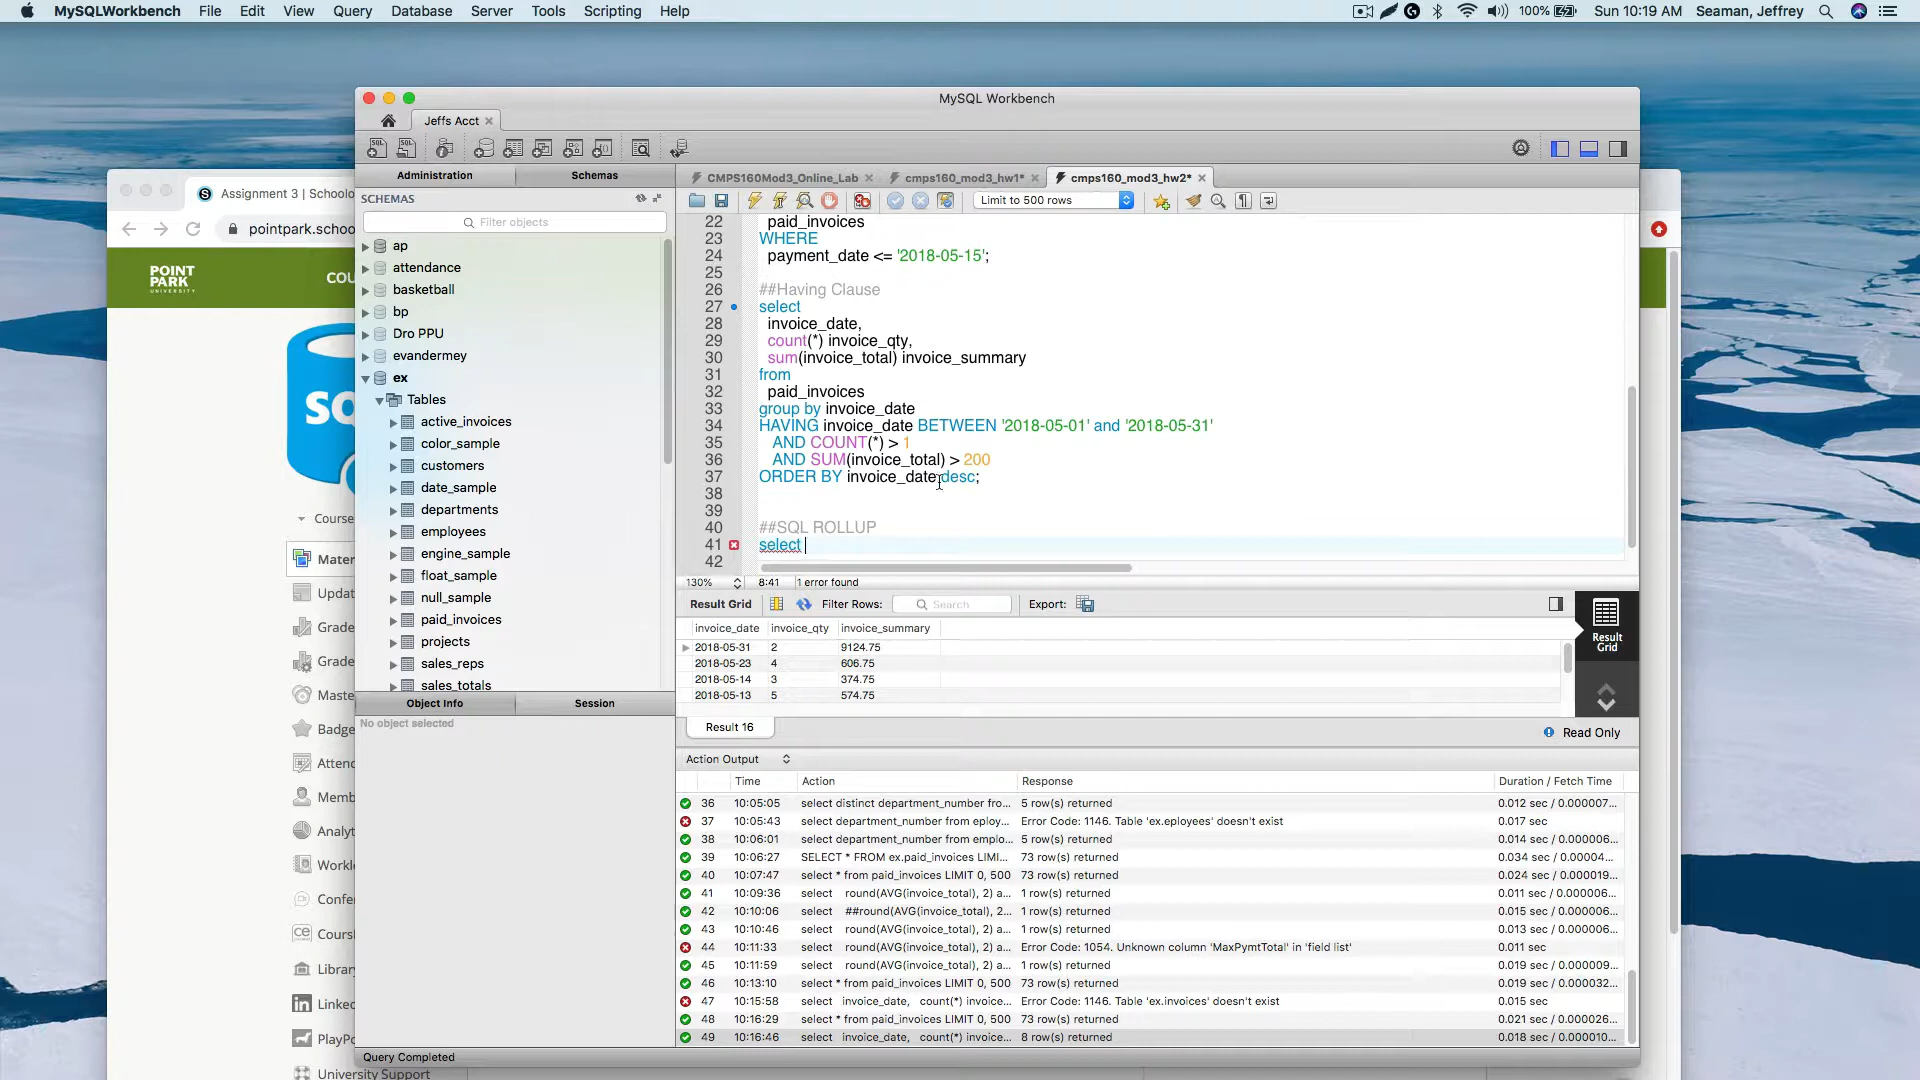 MySQLWorkbench File Edit View Query Database Server Tools Scripting Help
100% Sun 10:19 AM Seaman, Jeffrey
MySQL Workbench
Jeffs Acct
Administration Schemas
CMPS160Mod3_Online_Lab cmps160_mod3_hw1* cmps160_mod3_hw2*
Assignment 3 | Schoolo
pointpark.schoo
POINT
PARK
UNIVERSITY
COU
SCHEMAS
Filter objects
Limit to 500 rows
ap
attendance
basketball
bp
Dro PPU
evandermey
ex
Tables
active_invoices
color_sample
customers
date_sample
departments
employees
engine_sample
float_sample
null_sample
paid_invoices
projects
sales_reps
sales_totals
Object Info Session
No object selected
Course
Mater
Updat
Grade
Grade
Maste
Badge
Atten
Memb
Analyt
Workl
Confe
Cours
Library
Linked
PlayPo
University Support
22 paid_invoices
23 WHERE
24 payment_date <= '2018-05-15';
25
26 ##Having Clause
27 select
28 invoice_date,
29 count(*) invoice_qty,
30 sum(invoice_total) invoice_summary
31 from
32 paid_invoices
33 group by invoice_date
34 HAVING invoice_date BETWEEN '2018-05-01' and '2018-05-31'
35 AND COUNT(*) > 1
36 AND SUM(invoice_total) > 200
37 ORDER BY invoice_date desc;
38
39
40 ##SQL ROLLUP
41 select
42
130% 8:41 1 error found
Result Grid Filter Rows: Search Export:
invoice_date invoice_qty invoice_summary
2018-05-31 2 9124.75
2018-05-23 4 606.75
2018-05-14 3 374.75
2018-05-13 5 574.75
Result
Grid
Result 16
Read Only
Action Output
Time Action Response Duration / Fetch Time
36 10:05:05 select distinct department_number fro... 5 row(s) returned 0.012 sec / 0.000007...
37 10:05:43 select department_number from eploy... Error Code: 1146. Table 'ex.eployees' doesn't exist 0.017 sec
38 10:06:01 select department_number from emplo... 5 row(s) returned 0.014 sec / 0.000006...
39 10:06:27 SELECT * FROM ex.paid_invoices LIMI... 73 row(s) returned 0.034 sec / 0.00004...
40 10:07:47 select * from paid_invoices LIMIT 0, 500 73 row(s) returned 0.024 sec / 0.000019...
41 10:09:36 select round(AVG(invoice_total), 2) a... 1 row(s) returned 0.011 sec / 0.000006...
42 10:10:06 select ##round(AVG(invoice_total), 2... 1 row(s) returned 0.015 sec / 0.000006...
43 10:10:46 select round(AVG(invoice_total), 2) a... 1 row(s) returned 0.013 sec / 0.000006...
44 10:11:33 select round(AVG(invoice_total), 2) a... Error Code: 1054. Unknown column 'MaxPymtTotal' in 'field list' 0.011 sec
45 10:11:59 select round(AVG(invoice_total), 2) a... 1 row(s) returned 0.019 sec / 0.000009...
46 10:13:10 select * from paid_invoices LIMIT 0, 500 73 row(s) returned 0.019 sec / 0.000032...
47 10:15:58 select invoice_date, count(*) invoice... Error Code: 1146. Table 'ex.invoices' doesn't exist 0.015 sec
48 10:16:29 select * from paid_invoices LIMIT 0, 500 73 row(s) returned 0.021 sec / 0.000026...
49 10:16:46 select invoice_date, count(*) invoice... 8 row(s) returned 0.018 sec / 0.000010...
Query Completed